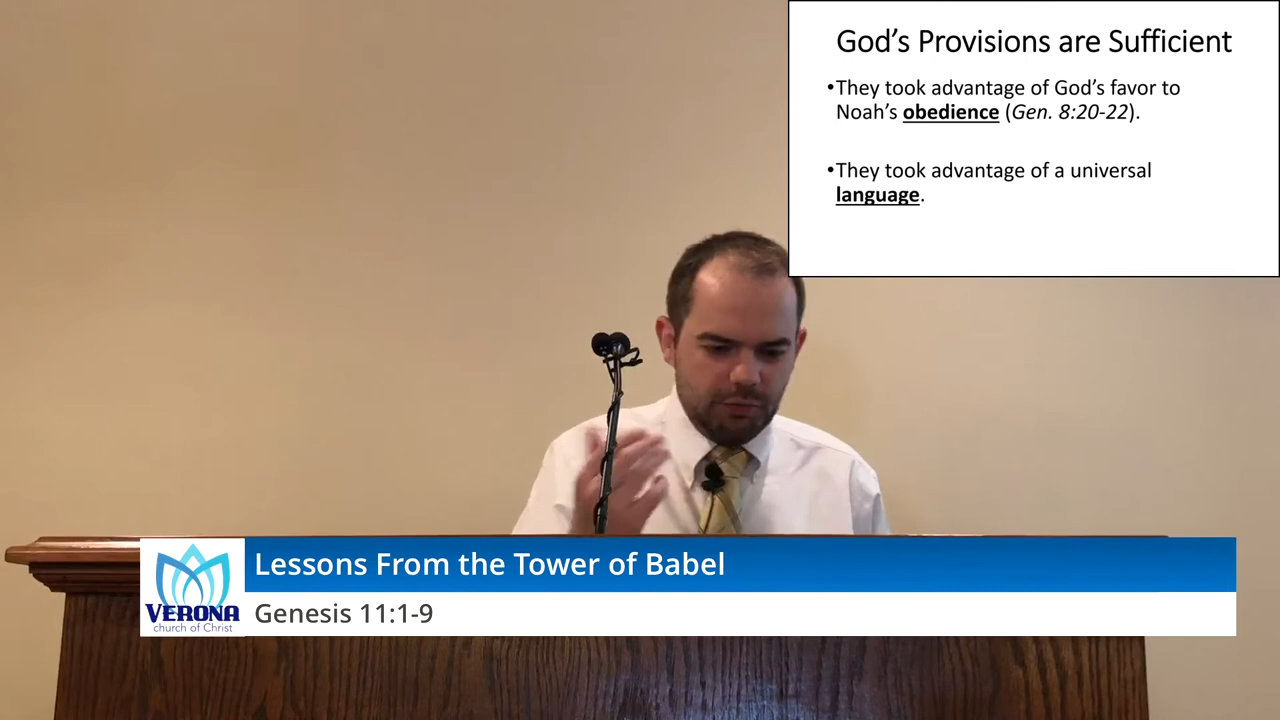 God's Provisions are Sufficient
•They took advantage of God's favor to
Noah's obedience (Gen. 8:20-22).
•They took advantage of a universal
language.
Lessons From the Tower of Babel
VERONA
church of Christ
Genesis 11:1-9